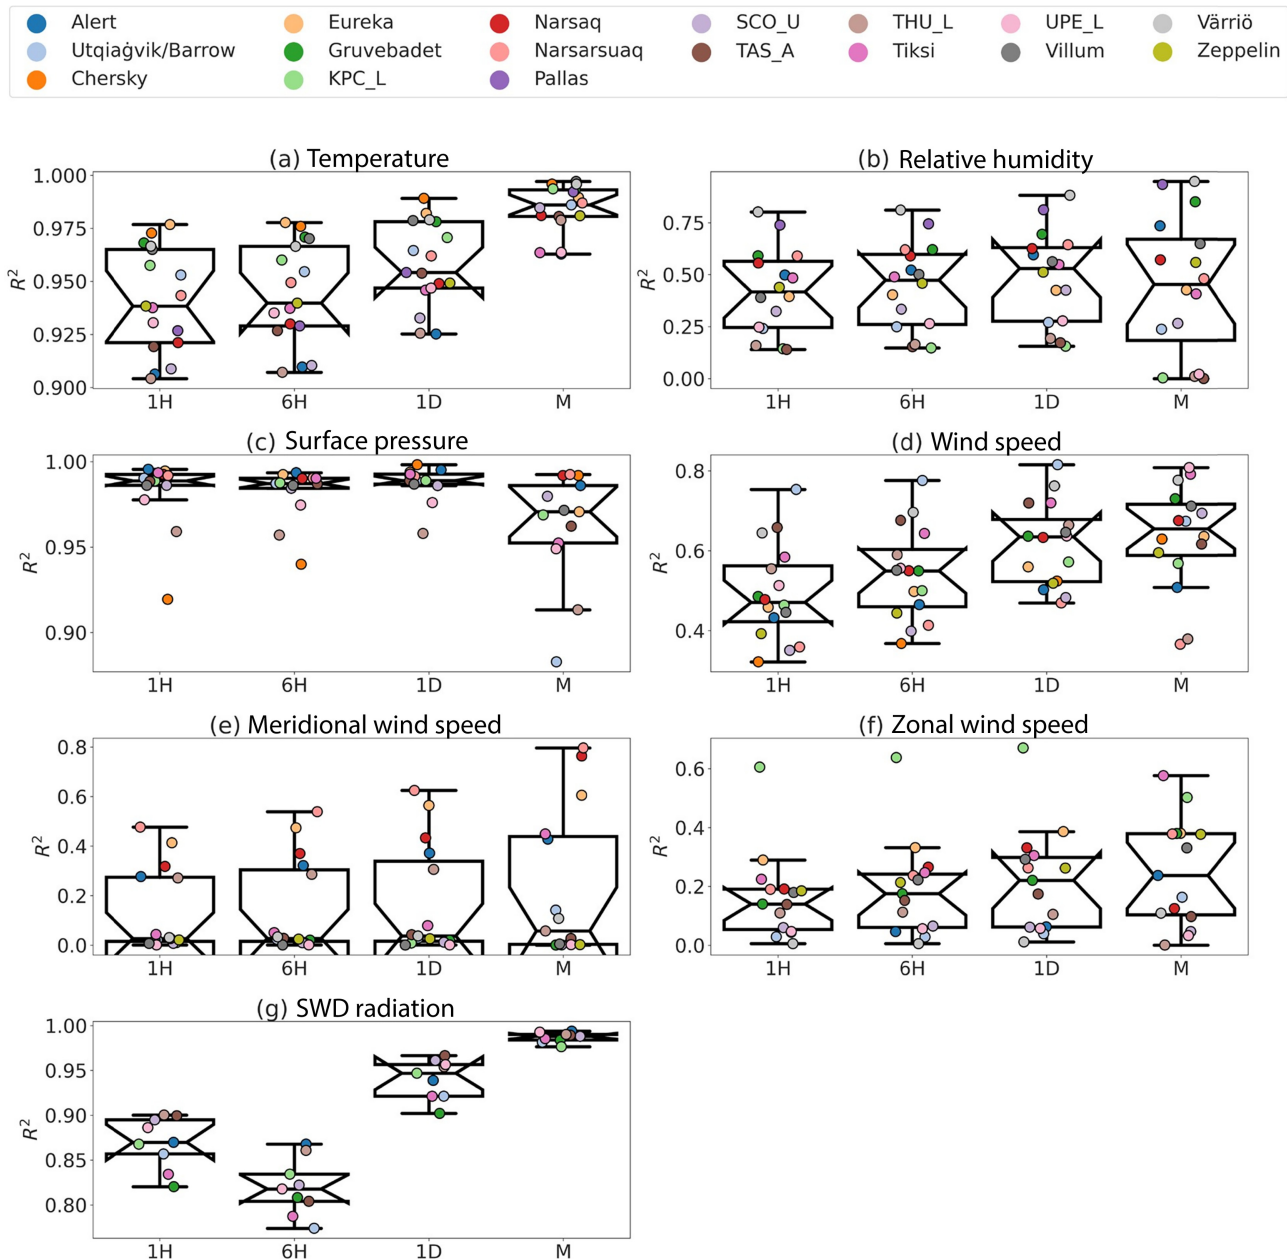 Alert Eureka Narsaq SCO_U THU_L UPE_L Värriö
Utqiaġvik/Barrow Gruvebadet Narsarsuaq TAS_A Tiksi Villum Zeppelin
Chersky KPC_L Pallas
(a) Temperature (b) Relative humidity
1.000
0.975
0.950
0.925
0.900
R²
1H 6H 1D M
0.75
0.50
0.25
0.00
R²
1H 6H 1D M
(c) Surface pressure (d) Wind speed
1.00
0.95
0.90
R²
1H 6H 1D M
0.8
0.6
0.4
R²
1H 6H 1D M
(e) Meridional wind speed (f) Zonal wind speed
0.8
0.6
0.4
0.2
0.0
R²
1H 6H 1D M
0.6
0.4
0.2
0.0
R²
1H 6H 1D M
(g) SWD radiation
1.00
0.95
0.90
0.85
0.80
R²
1H 6H 1D M